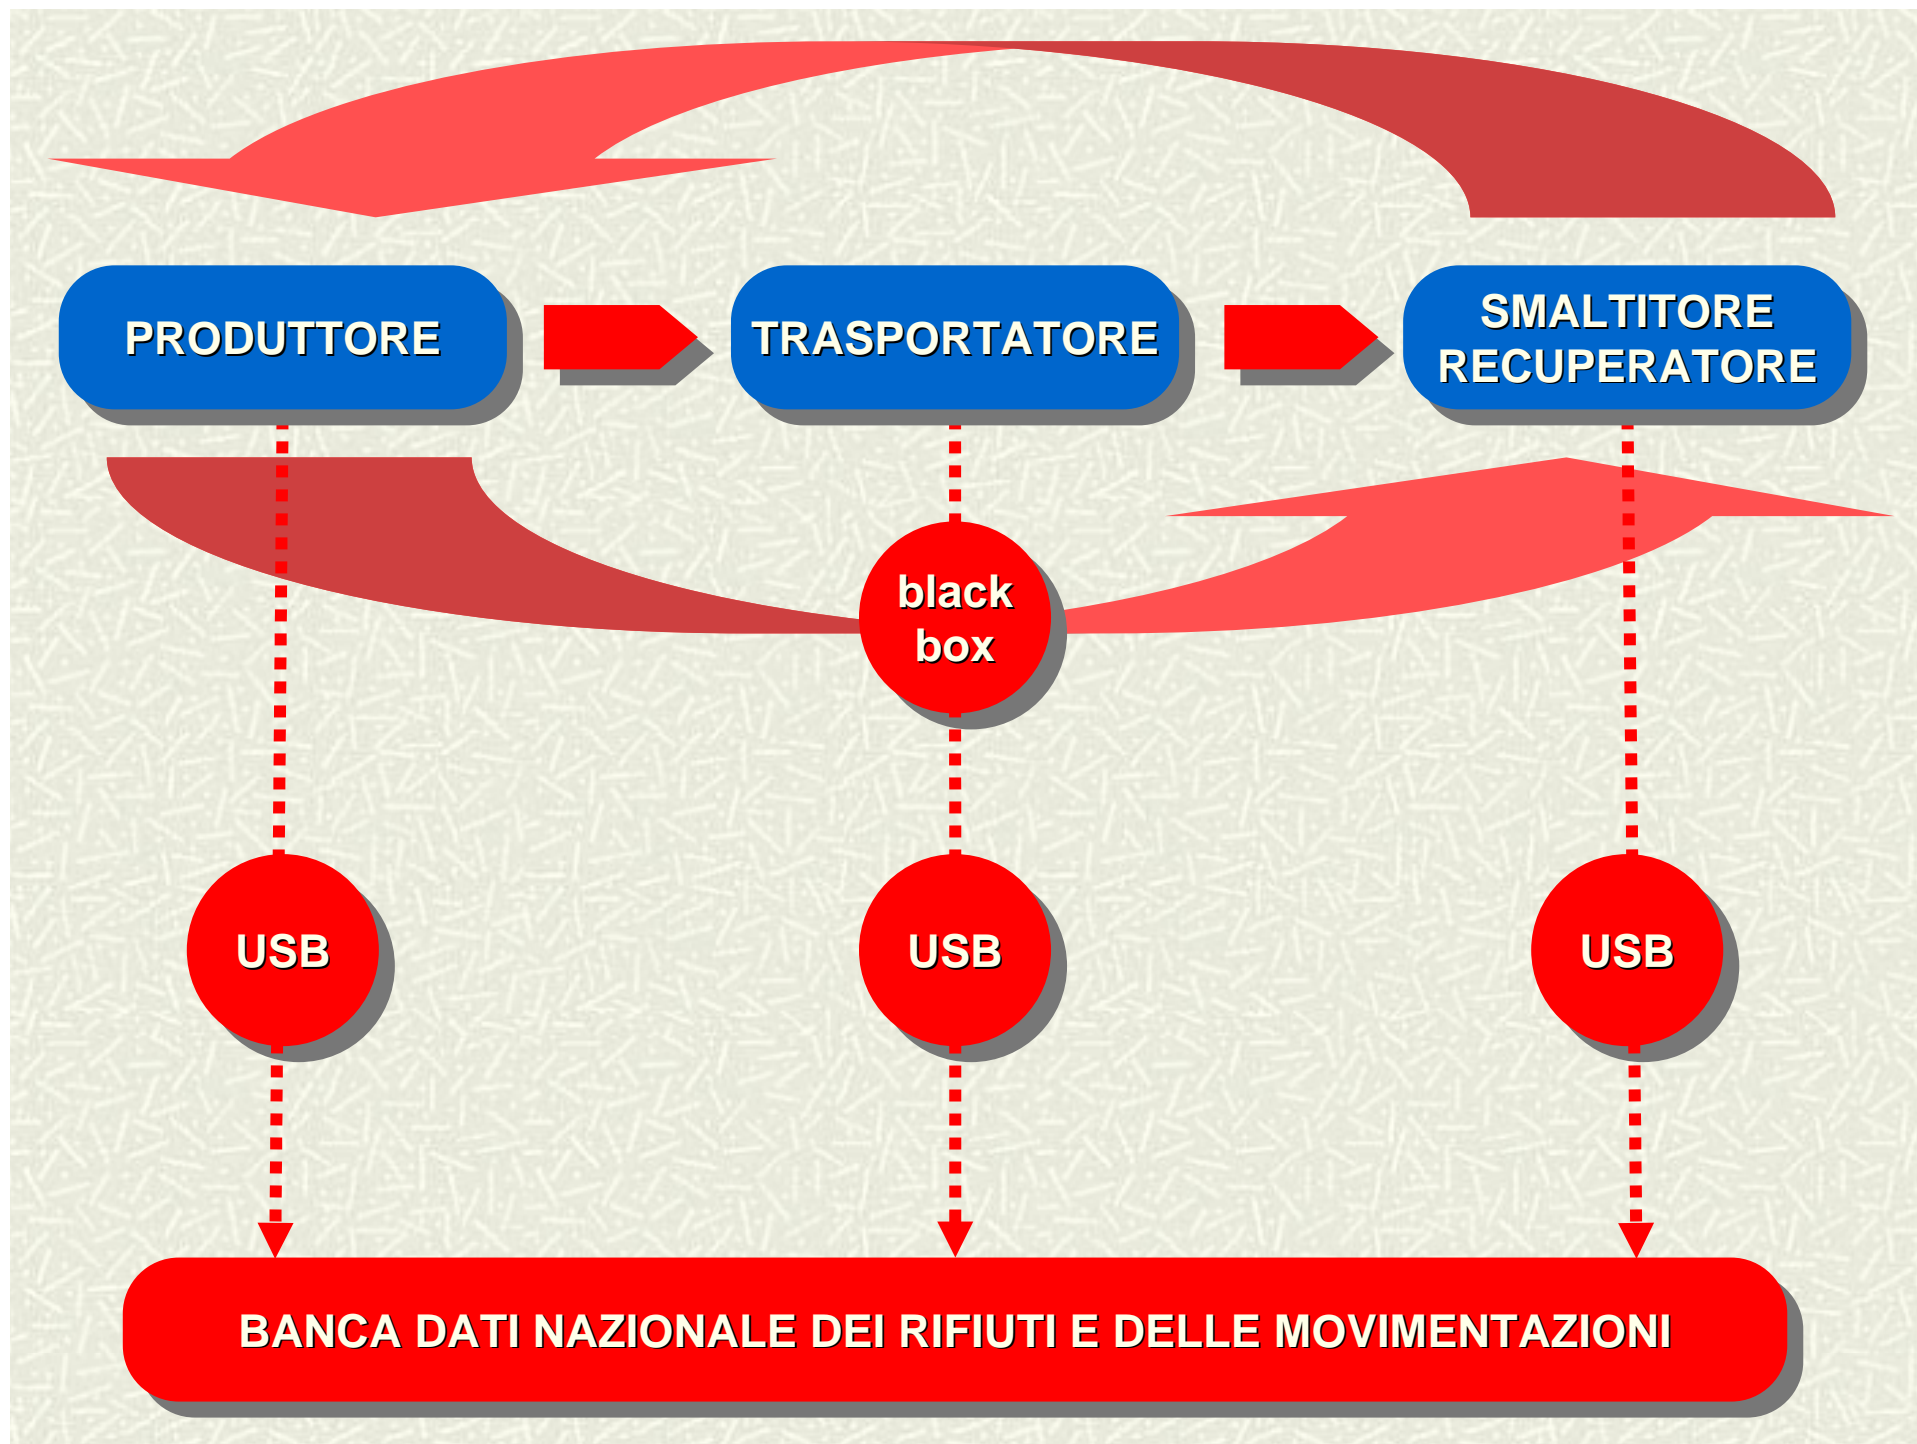 PRODUTTORE
TRASPORTATORE
SMALTITORE
RECUPERATORE
black
box
USB
USB
USB
BANCA DATI NAZIONALE DEI RIFIUTI E DELLE MOVIMENTAZIONI